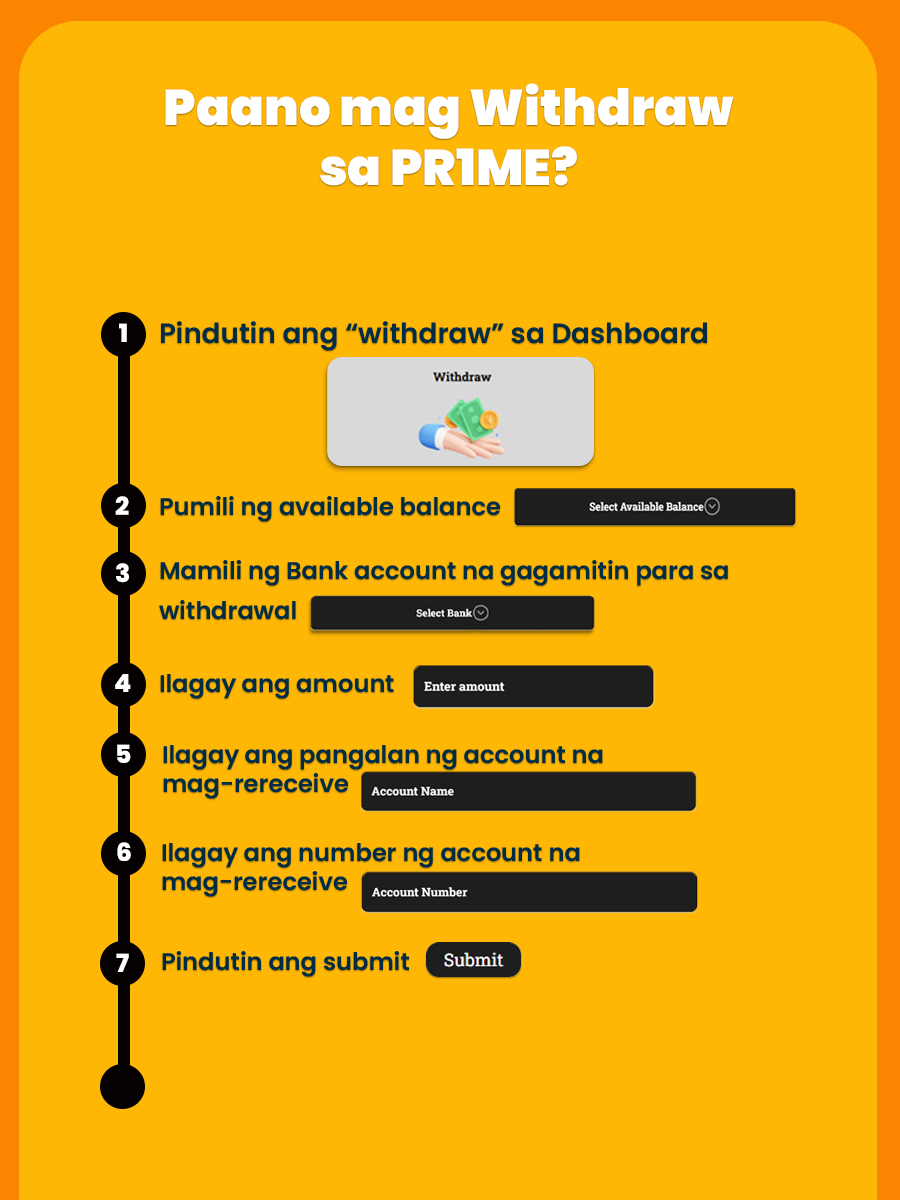 Paano mag Withdraw
sa PR1ME?
1 Pindutin ang “withdraw” sa Dashboard
Withdraw
2 Pumili ng available balance Select Available Balance
3 Mamili ng Bank account na gagamitin para sa
withdrawal Select Bank
4 Ilagay ang amount Enter amount
5 Ilagay ang pangalan ng account na
mag-rereceive Account Name
6 Ilagay ang number ng account na
mag-rereceive Account Number
7 Pindutin ang submit Submit